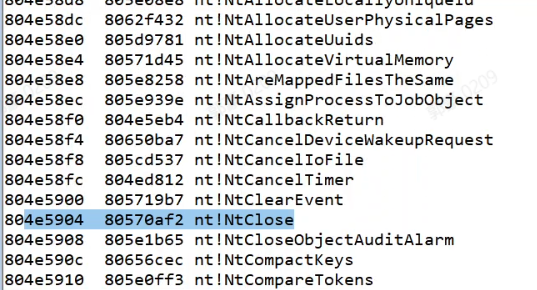 804e58d8 805e08e8 nt!NtAllocateLocallyUniqueId
804e58dc 8062f432 nt!NtAllocateUserPhysicalPages
804e58e0 805d9781 nt!NtAllocateUuids
804e58e4 80571d45 nt!NtAllocateVirtualMemory
804e58e8 805e8258 nt!NtAreMappedFilesTheSame
804e58ec 805e939e nt!NtAssignProcessToJobObject
804e58f0 804e5eb4 nt!NtCallbackReturn
804e58f4 80650ba7 nt!NtCancelDeviceWakeupRequest
804e58f8 805cd537 nt!NtCancelIoFile
804e58fc 804ed812 nt!NtCancelTimer
804e5900 805719b7 nt!NtClearEvent
804e5904 80570af2 nt!NtClose
804e5908 805e1b65 nt!NtCloseObjectAuditAlarm
804e590c 80656cec nt!NtCompactKeys
804e5910 805e0ff3 nt!NtCompareTokens